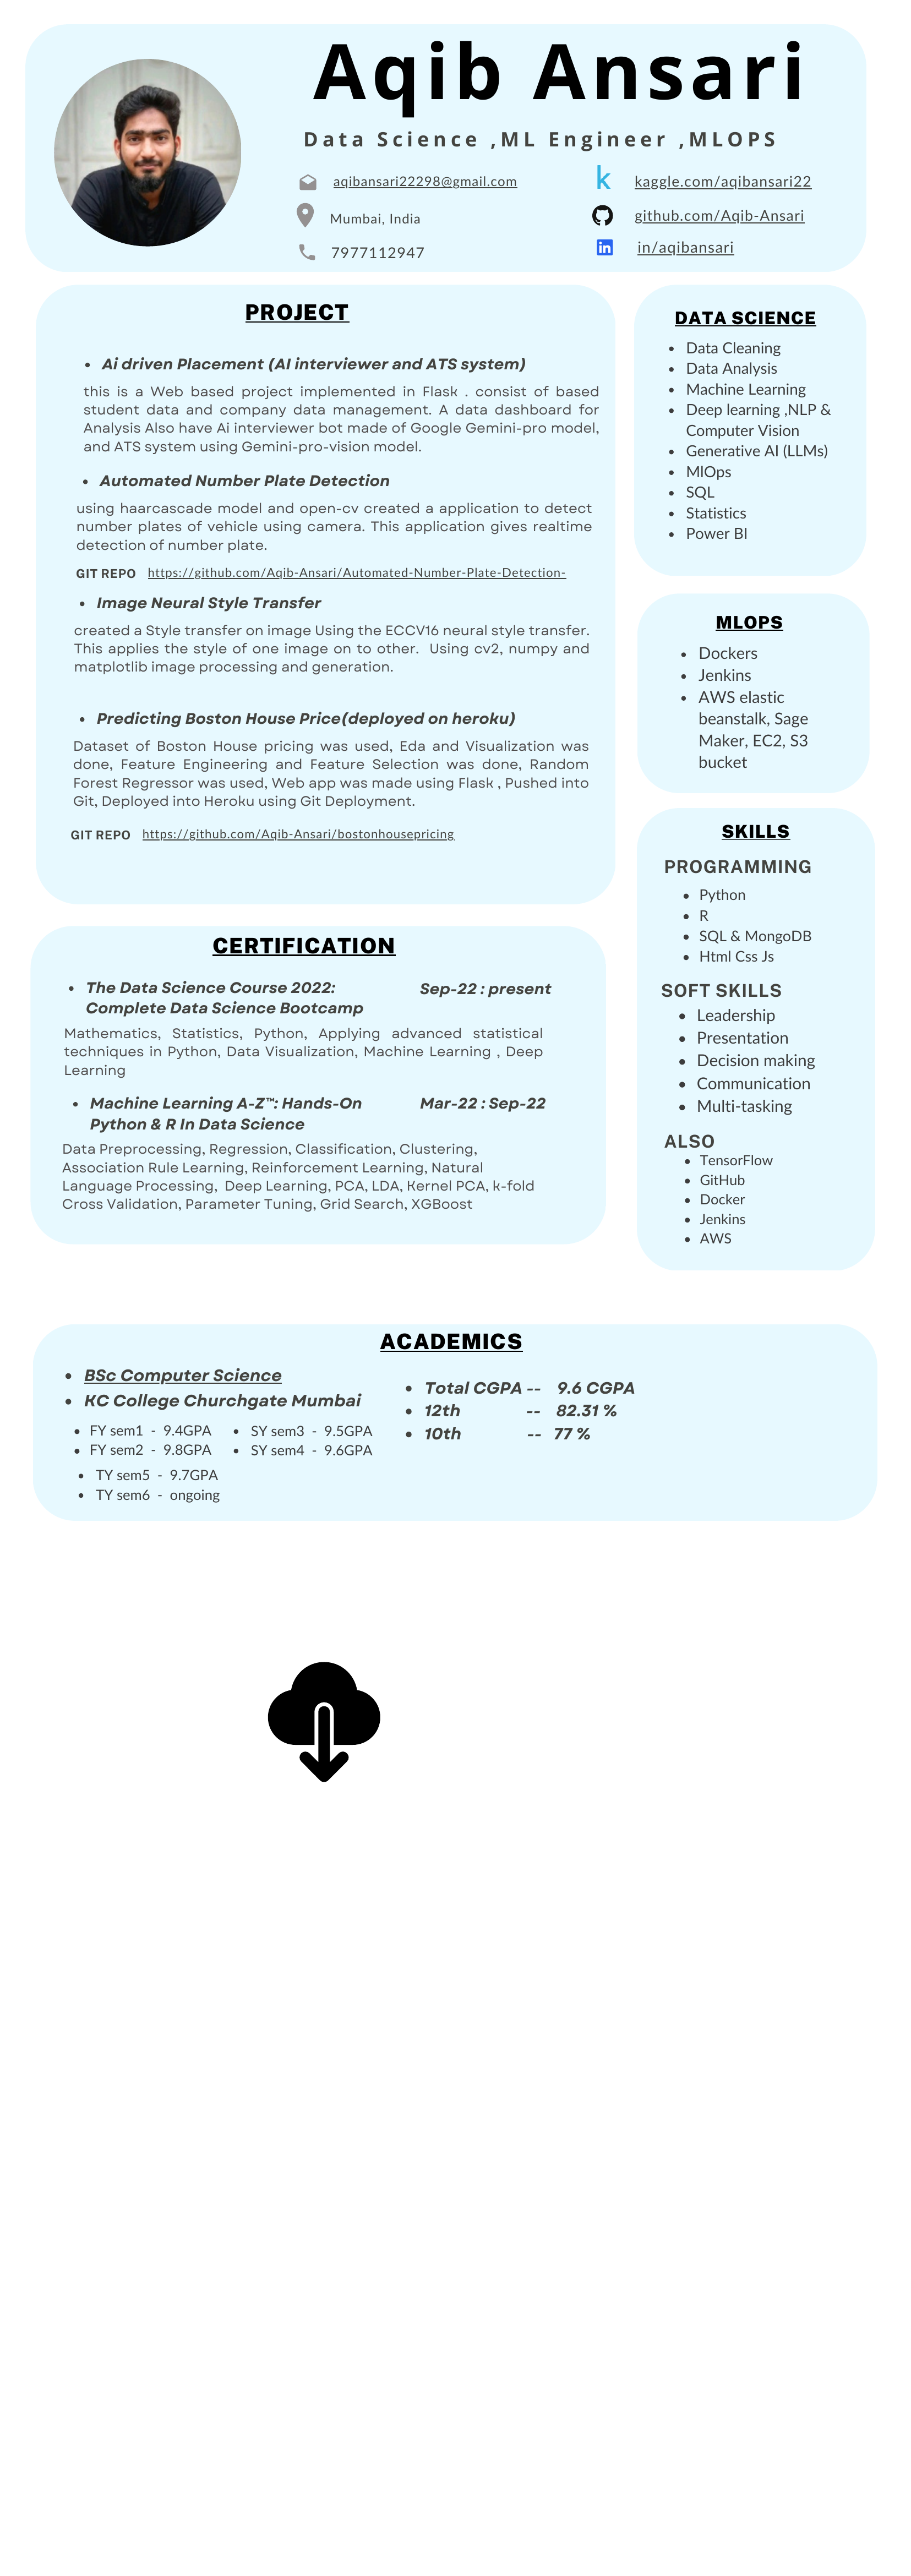 Aqib Ansari
Data Science ,ML Engineer ,MLOPS
aqibansari22298@gmail.com
Mumbai, India
7977112947
kaggle.com/aqibansari22
github.com/Aqib-Ansari
in/aqibansari
PROJECT
Ai driven Placement (AI interviewer and ATS system)
this is a Web based project implemented in Flask . consist of based
student data and company data management. A data dashboard for
Analysis Also have Ai interviewer bot made of Google Gemini-pro model,
and ATS system using Gemini-pro-vision model.
Automated Number Plate Detection
using haarcascade model and open-cv created a application to detect
number plates of vehicle using camera. This application gives realtime
detection of number plate.
GIT REPO https://github.com/Aqib-Ansari/Automated-Number-Plate-Detection-
Image Neural Style Transfer
created a Style transfer on image Using the ECCV16 neural style transfer.
This applies the style of one image on to other. Using cv2, numpy and
matplotlib image processing and generation.
Predicting Boston House Price(deployed on heroku)
Dataset of Boston House pricing was used, Eda and Visualization was
done, Feature Engineering and Feature Selection was done, Random
Forest Regressor was used, Web app was made using Flask , Pushed into
Git, Deployed into Heroku using Git Deployment.
GIT REPO https://github.com/Aqib-Ansari/bostonhousepricing
CERTIFICATION
The Data Science Course 2022:
Complete Data Science Bootcamp
Sep-22 : present
Mathematics, Statistics, Python, Applying advanced statistical
techniques in Python, Data Visualization, Machine Learning , Deep
Learning
Machine Learning A-Z™: Hands-On
Python & R In Data Science
Mar-22 : Sep-22
Data Preprocessing, Regression, Classification, Clustering,
Association Rule Learning, Reinforcement Learning, Natural
Language Processing, Deep Learning, PCA, LDA, Kernel PCA, k-fold
Cross Validation, Parameter Tuning, Grid Search, XGBoost
DATA SCIENCE
Data Cleaning
Data Analysis
Machine Learning
Deep learning ,NLP &
Computer Vision
Generative AI (LLMs)
MlOps
SQL
Statistics
Power BI
MLOPS
Dockers
Jenkins
AWS elastic
beanstalk, Sage
Maker, EC2, S3
bucket
SKILLS
PROGRAMMING
Python
R
SQL & MongoDB
Html Css Js
SOFT SKILLS
Leadership
Presentation
Decision making
Communication
Multi-tasking
ALSO
TensorFlow
GitHub
Docker
Jenkins
AWS
ACADEMICS
BSc Computer Science
KC College Churchgate Mumbai
FY sem1 - 9.4GPA
FY sem2 - 9.8GPA
SY sem3 - 9.5GPA
SY sem4 - 9.6GPA
TY sem5 - 9.7GPA
TY sem6 - ongoing
Total CGPA -- 9.6 CGPA
12th -- 82.31 %
10th -- 77 %